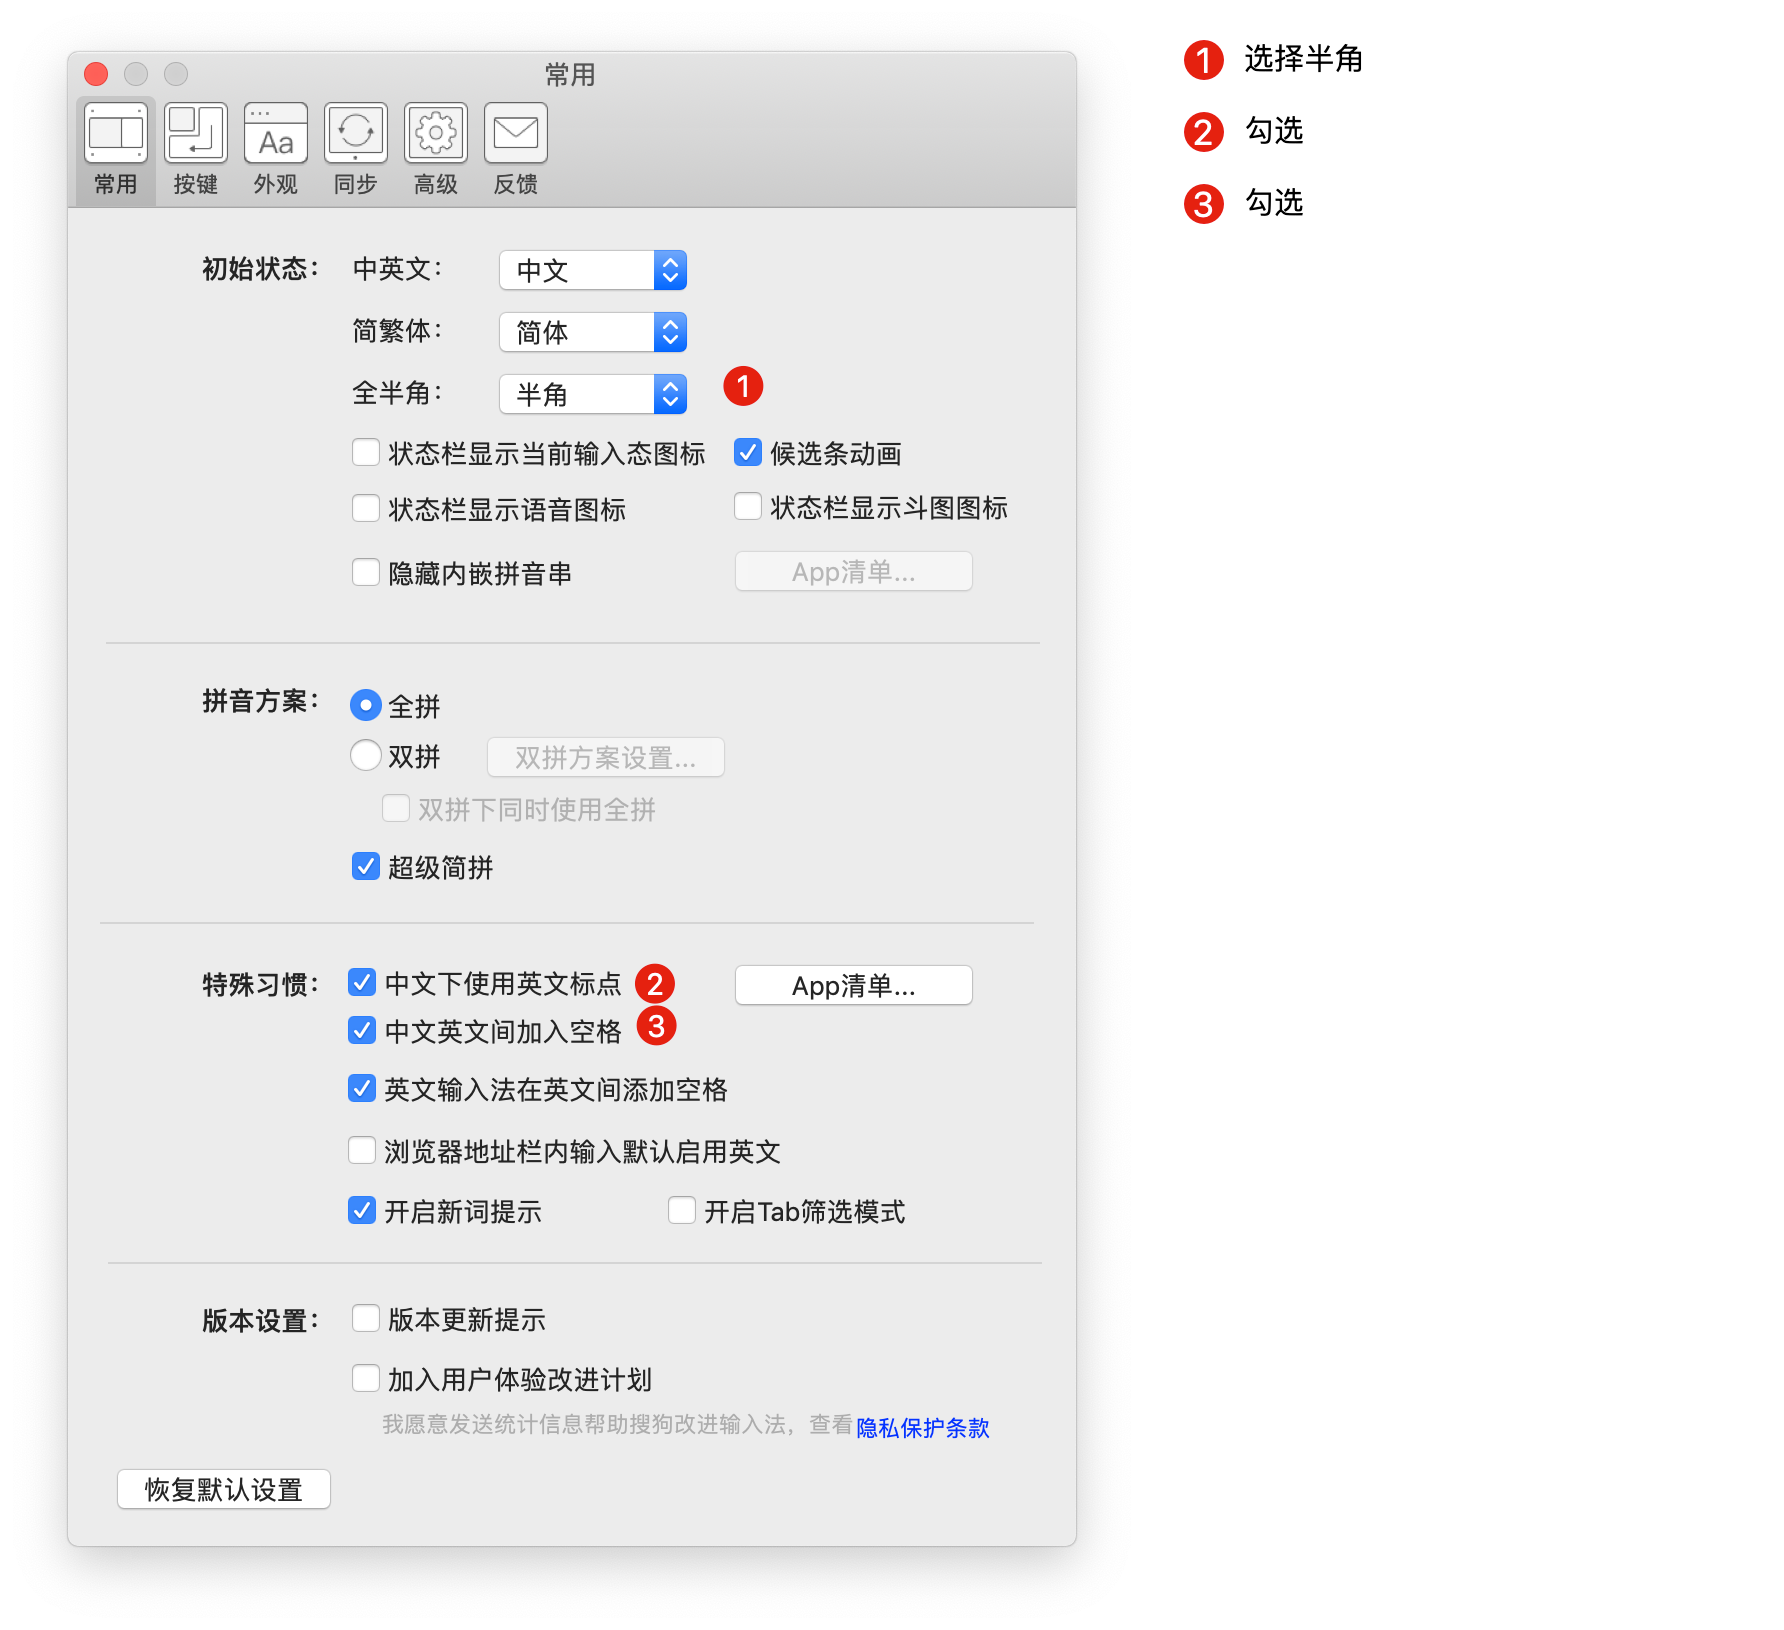 常用
常用 按键 Aa 外观 同步 高级 反馈
初始状态： 中英文： 中文
简繁体： 简体
全半角： 半角 1
状态栏显示当前输入态图标 候选条动画
状态栏显示语音图标 状态栏显示斗图图标
隐藏内嵌拼音串 App清单...
拼音方案： 全拼
双拼 双拼方案设置...
双拼下同时使用全拼
超级简拼
特殊习惯： 中文下使用英文标点 2 App清单...
中文英文间加入空格 3
英文输入法在英文间添加空格
浏览器地址栏内输入默认启用英文
开启新词提示 开启Tab筛选模式
版本设置： 版本更新提示
加入用户体验改进计划
我愿意发送统计信息帮助搜狗改进输入法，查看 隐私保护条款
恢复默认设置
1 选择半角
2 勾选
3 勾选